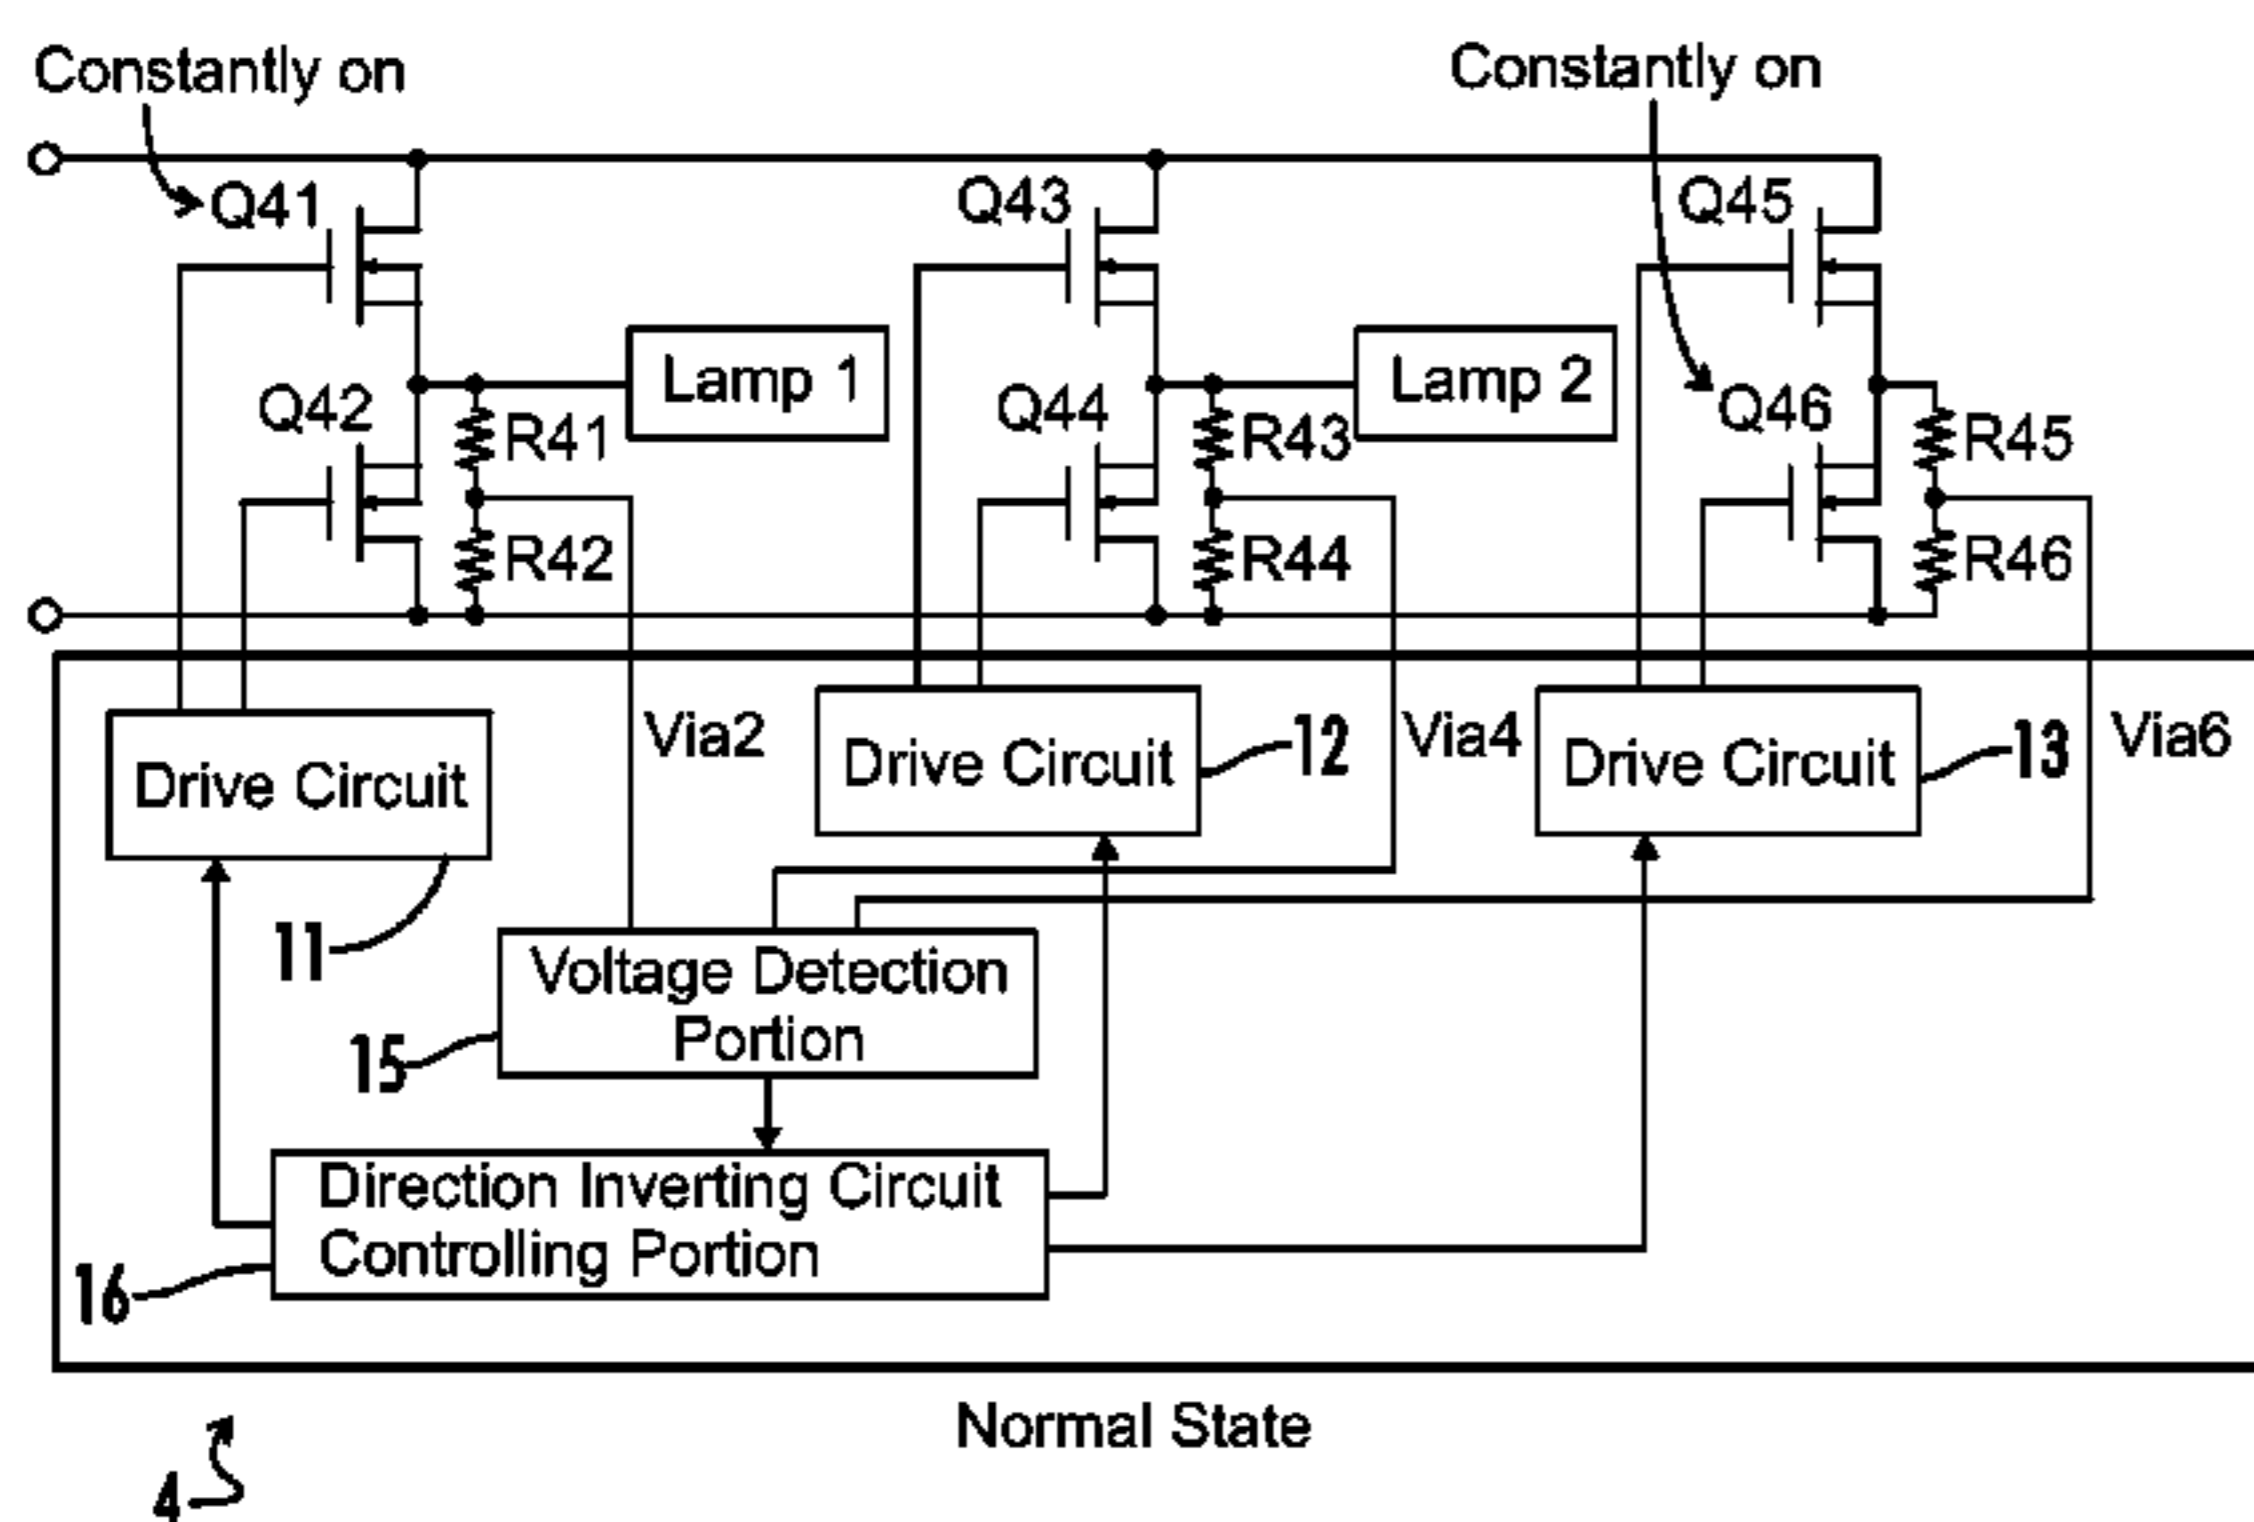 Constantly on
Constantly on
Q41
Q43
Q45
Lamp 1
Lamp 2
Q42
Q44
Q46
R41
R43
R45
R42
R44
R46
Via2
Via4
Via6
Drive Circuit
Drive Circuit
12
Drive Circuit
13
11
Voltage Detection
Portion
15
Direction Inverting Circuit
Controlling Portion
16
Normal State
4